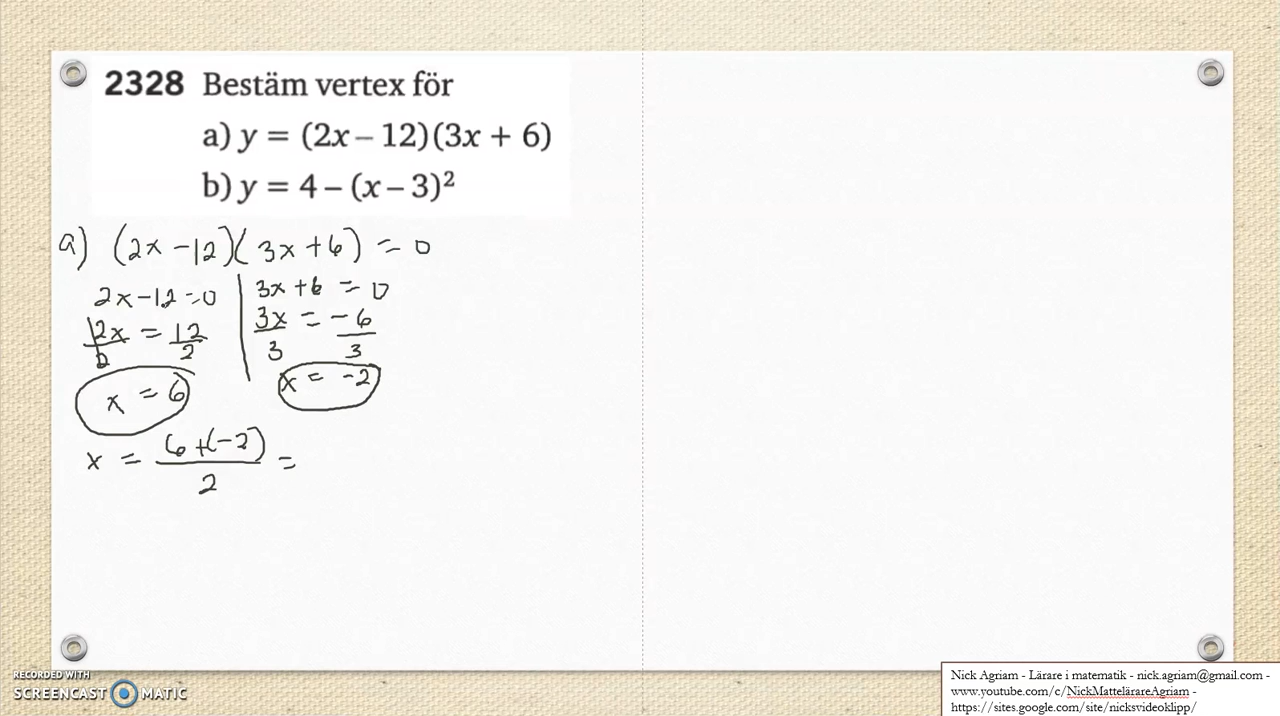 2328 Bestäm vertex för
a) y = (2x – 12)(3x + 6)
b) y = 4 – (x – 3)²
a) (2x -12)(3x +6) = 0
2x -12 = 0
2x/2 = 12/2
x = 6
3x +6 = 0
3x/3 = -6/3
x = -2
x = (6 +(-2))/2 =
RECORDED WITH
SCREENCAST MATIC
Nick Agriam - Lärare i matematik - nick.agriam@gmail.com -
www.youtube.com/c/NickMattelärareAgriam -
https://sites.google.com/site/nicksvideoklipp/